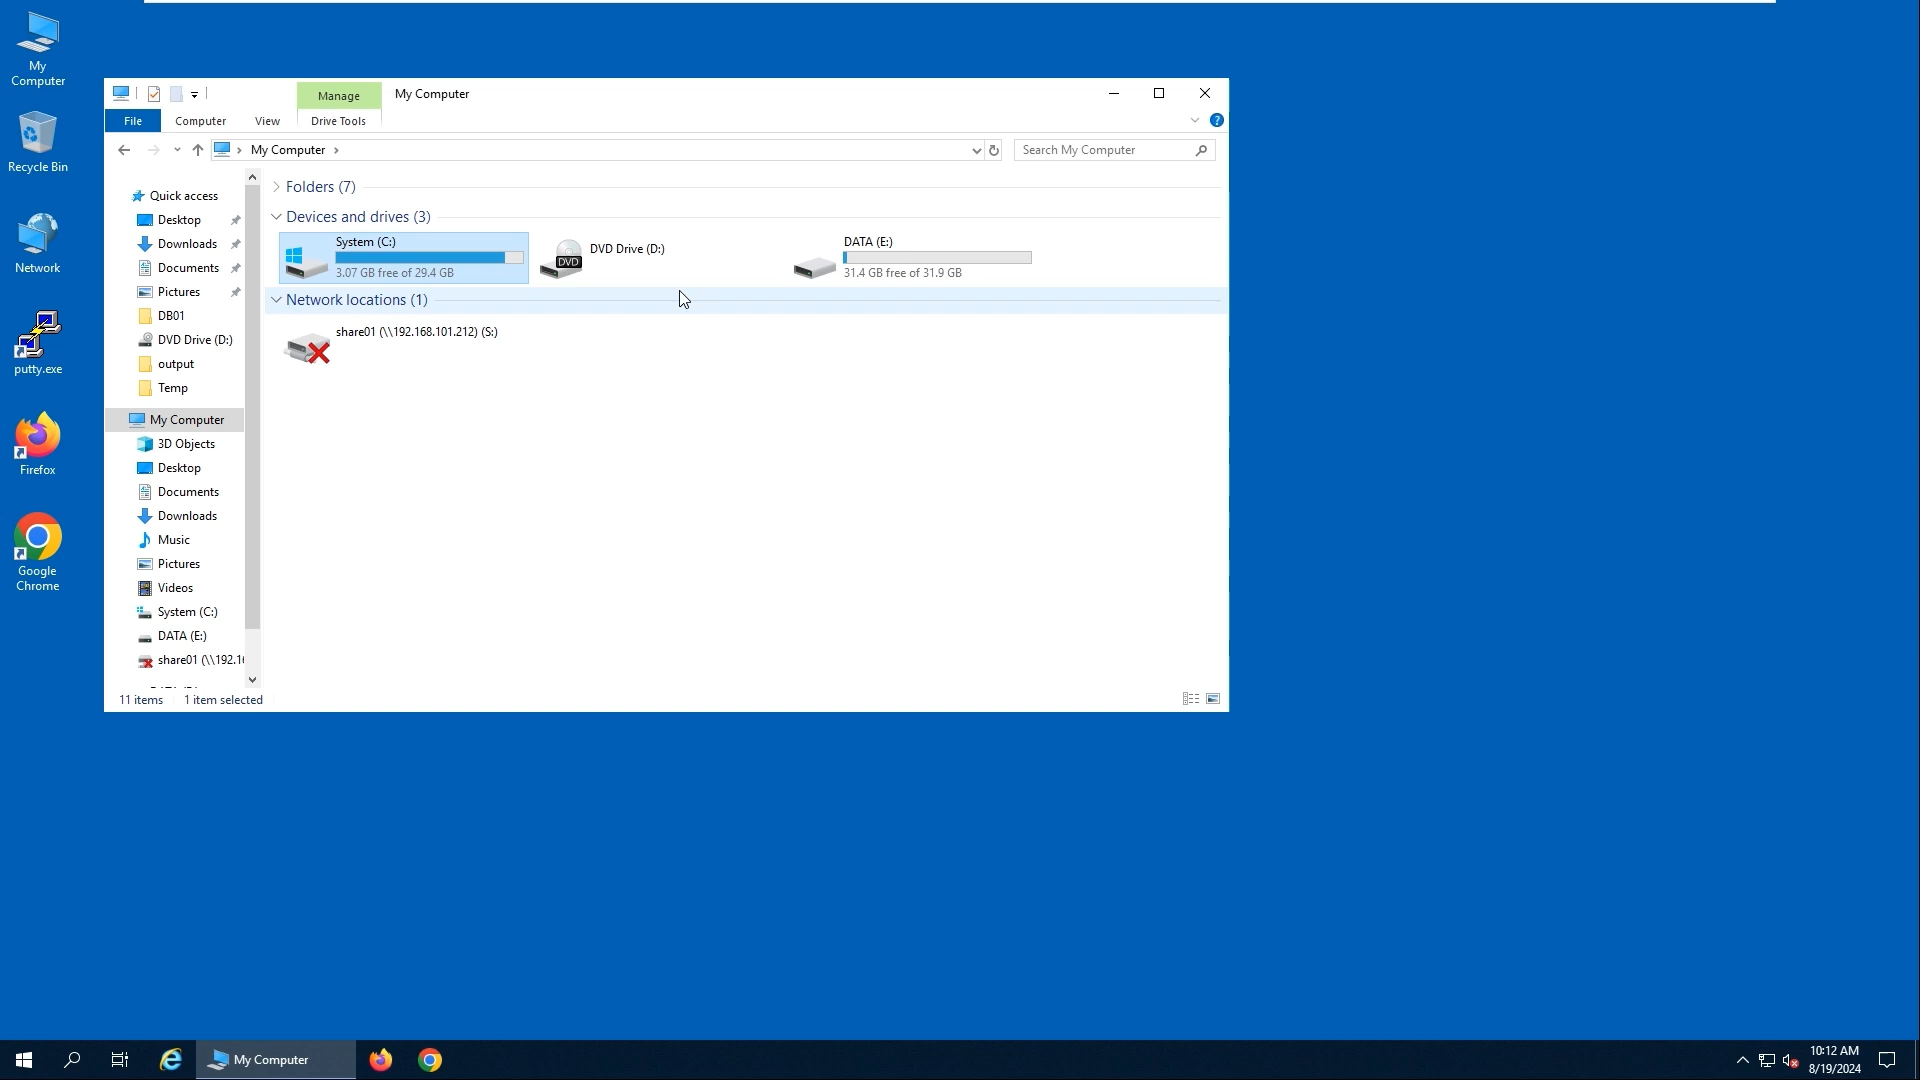 My
Computer
Recycle Bin
Network
putty.exe
Firefox
Google
Chrome
Manage
My Computer
File
Computer
View
Drive Tools
My Computer
Search My Computer
Quick access
Desktop
Downloads
Documents
Pictures
DB01
DVD Drive (D:)
output
Temp
My Computer
3D Objects
Desktop
Documents
Downloads
Music
Pictures
Videos
System (C:)
DATA (E:)
share01 (\\192.16
Folders (7)
Devices and drives (3)
System (C:)
3.07 GB free of 29.4 GB
DVD
DVD Drive (D:)
DATA (E:)
31.4 GB free of 31.9 GB
Network locations (1)
share01 (\\192.168.101.212) (S:)
11 items
1 item selected
My Computer
10:12 AM
8/19/2024